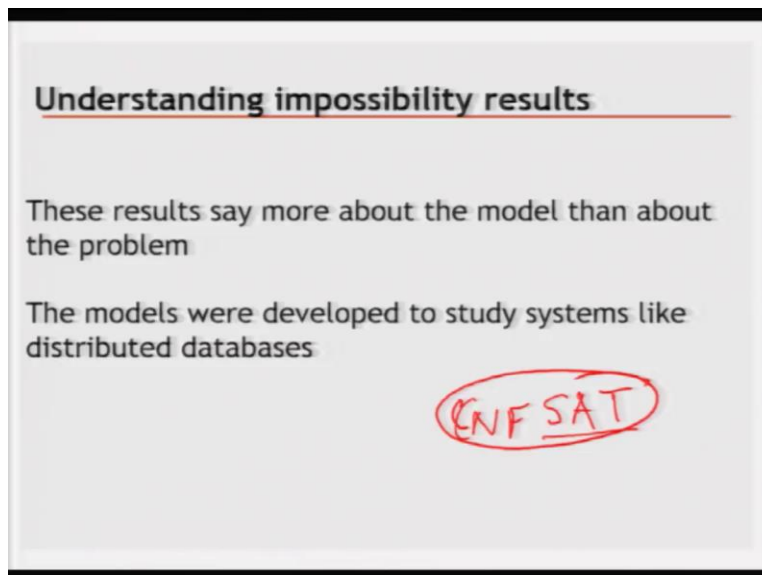 Understanding impossibility results
These results say more about the model than about
the problem
The models were developed to study systems like
distributed databases
CNF SAT